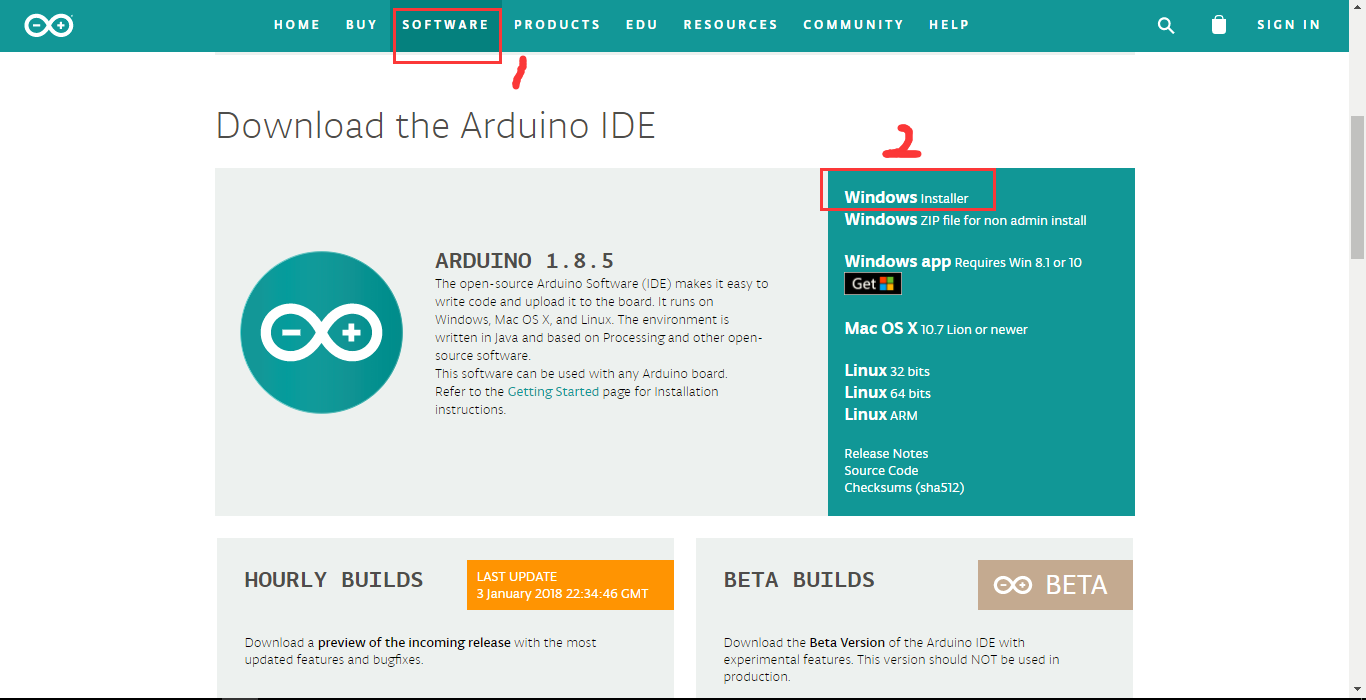 HOME BUY SOFTWARE PRODUCTS EDU RESOURCES COMMUNITY HELP SIGN IN
1
Download the Arduino IDE
2
ARDUINO 1.8.5
The open-source Arduino Software (IDE) makes it easy to
write code and upload it to the board. It runs on
Windows, Mac OS X, and Linux. The environment is
written in Java and based on Processing and other open-
source software.
This software can be used with any Arduino board.
Refer to the Getting Started page for Installation
instructions.
Windows Installer
Windows ZIP file for non admin install
Windows app Requires Win 8.1 or 10
Get
Mac OS X 10.7 Lion or newer
Linux 32 bits
Linux 64 bits
Linux ARM
Release Notes
Source Code
Checksums (sha512)
HOURLY BUILDS
LAST UPDATE
3 January 2018 22:34:46 GMT
Download a preview of the incoming release with the most
updated features and bugfixes.
BETA BUILDS
BETA
Download the Beta Version of the Arduino IDE with
experimental features. This version should NOT be used in
production.